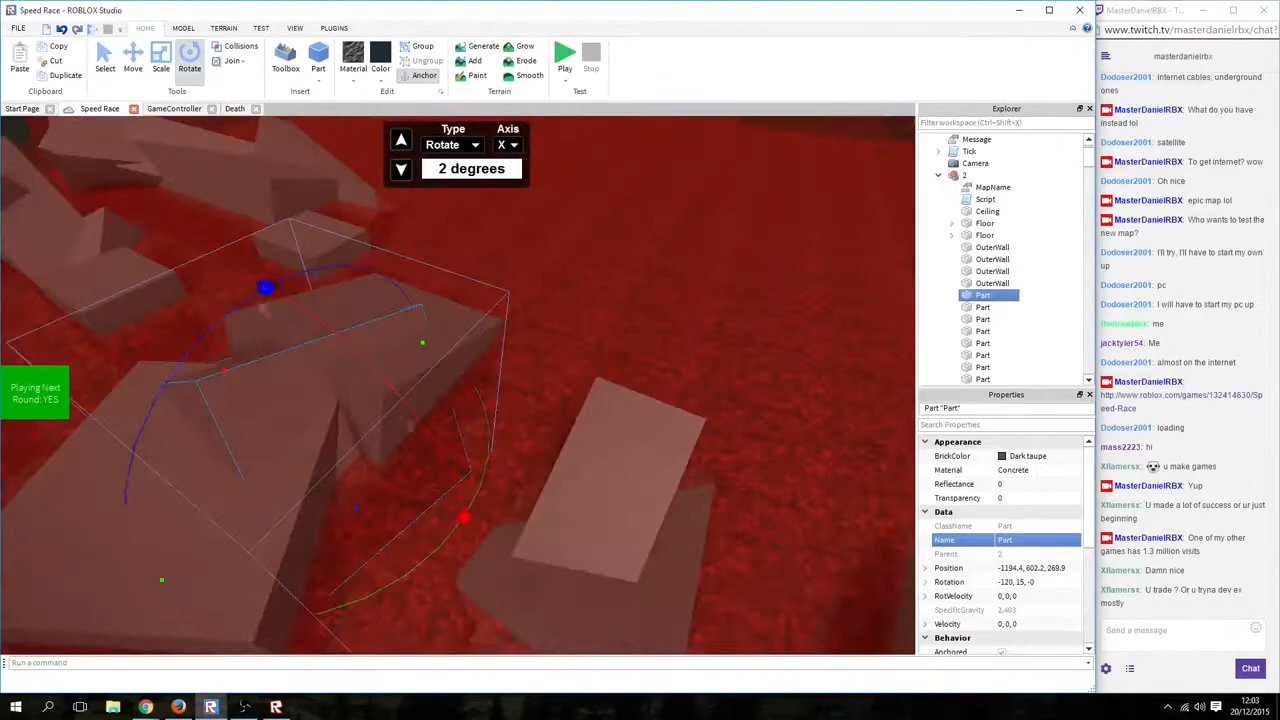 Speed Race - ROBLOX Studio
FILE
HOME
MODEL
TERRAIN
TEST
VIEW
PLUGINS
Paste
Copy
Cut
Duplicate
Clipboard
Select
Move
Scale
Rotate
Collisions
Join
Tools
Toolbox
Part
Insert
Material
Color
Group
Ungroup
Anchor
Edit
Generate
Add
Paint
Grow
Erode
Smooth
Terrain
Play
Stop
Test
Start Page
Speed Race
GameController
Death
Type
Axis
Rotate
X
2 degrees
Playing Next
Round: YES
Explorer
Filter workspace (Ctrl+Shift+X)
Message
Tick
Camera
2
MapName
Script
Ceiling
Floor
Floor
OuterWall
OuterWall
OuterWall
OuterWall
Part
Part
Part
Part
Part
Part
Part
Part
Properties
Part "Part"
Search Properties
Appearance
BrickColor Dark taupe
Material Concrete
Reflectance 0
Transparency 0
Data
ClassName Part
Name Part
Parent 2
Position -1194.4, 602.2, 269.9
Rotation -120, 15, -0
RotVelocity 0, 0, 0
SpecificGravity 2.403
Velocity 0, 0, 0
Behavior
Anchored
Run a command
MasterDanielRBX - T...
www.twitch.tv/masterdanielrbx/chat?
masterdanielrbx
Dodoser2001: Internet cables, underground
ones
MasterDanielRBX: What do you have
instead lol
Dodoser2001: satellite
MasterDanielRBX: To get internet? wow
Dodoser2001: Oh nice
MasterDanielRBX: epic map lol
MasterDanielRBX: Who wants to test the
new map?
Dodoser2001: I'll try, I'll have to start my own
up
Dodoser2001: pc
Dodoser2001: I will have to start my pc up
me
jacktyler54: Me
Dodoser2001: almost on the internet
MasterDanielRBX:
http://www.roblox.com/games/132414630/Sp
eed-Race
Dodoser2001: loading
mass2223: hi
Xflamersx: u make games
MasterDanielRBX: Yup
Xflamersx: U made a lot of success or ur just
beginning
MasterDanielRBX: One of my other
games has 1.3 million visits
Xflamersx: Damn nice
Xflamersx: U trade ? Or u tryna dev ex
mostly
Send a message
Chat
12:03
20/12/2015